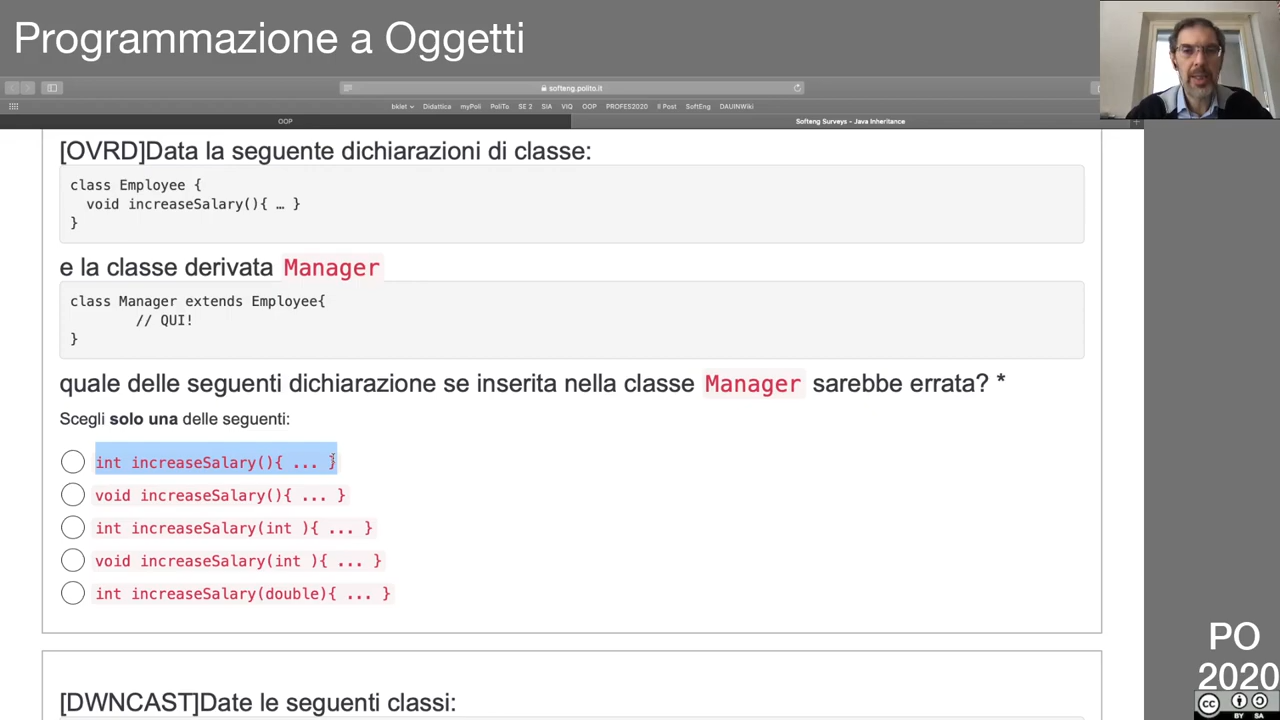 Programmazione a Oggetti
softeng.polito.it
bklet Didattica myPoli PoliTo SE 2 SIA VIQ OOP PROFES2020 Il Post SoftEng DAUINWiki
OOP Softeng Surveys – Java Inheritance
[OVRD]Data la seguente dichiarazioni di classe:
class Employee {
void increaseSalary(){ … }
}
e la classe derivata Manager
class Manager extends Employee{
// QUI!
}
quale delle seguenti dichiarazione se inserita nella classe Manager sarebbe errata? *
Scegli solo una delle seguenti:
int increaseSalary(){ ... }
void increaseSalary(){ ... }
int increaseSalary(int ){ ... }
void increaseSalary(int ){ ... }
int increaseSalary(double){ ... }
[DWNCAST]Date le seguenti classi:
PO
2020
cc
BY SA